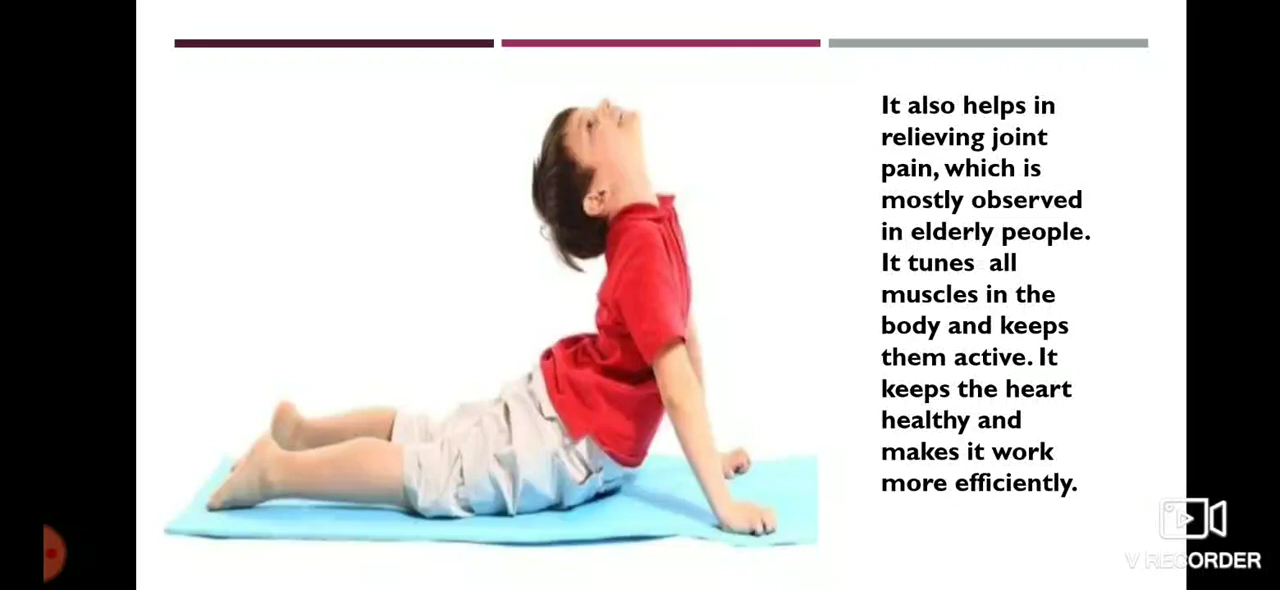 It also helps in
relieving joint
pain, which is
mostly observed
in elderly people.
It tunes  all
muscles in the
body and keeps
them active. It
keeps the heart
healthy and
makes it work
more efficiently.
V RECORDER